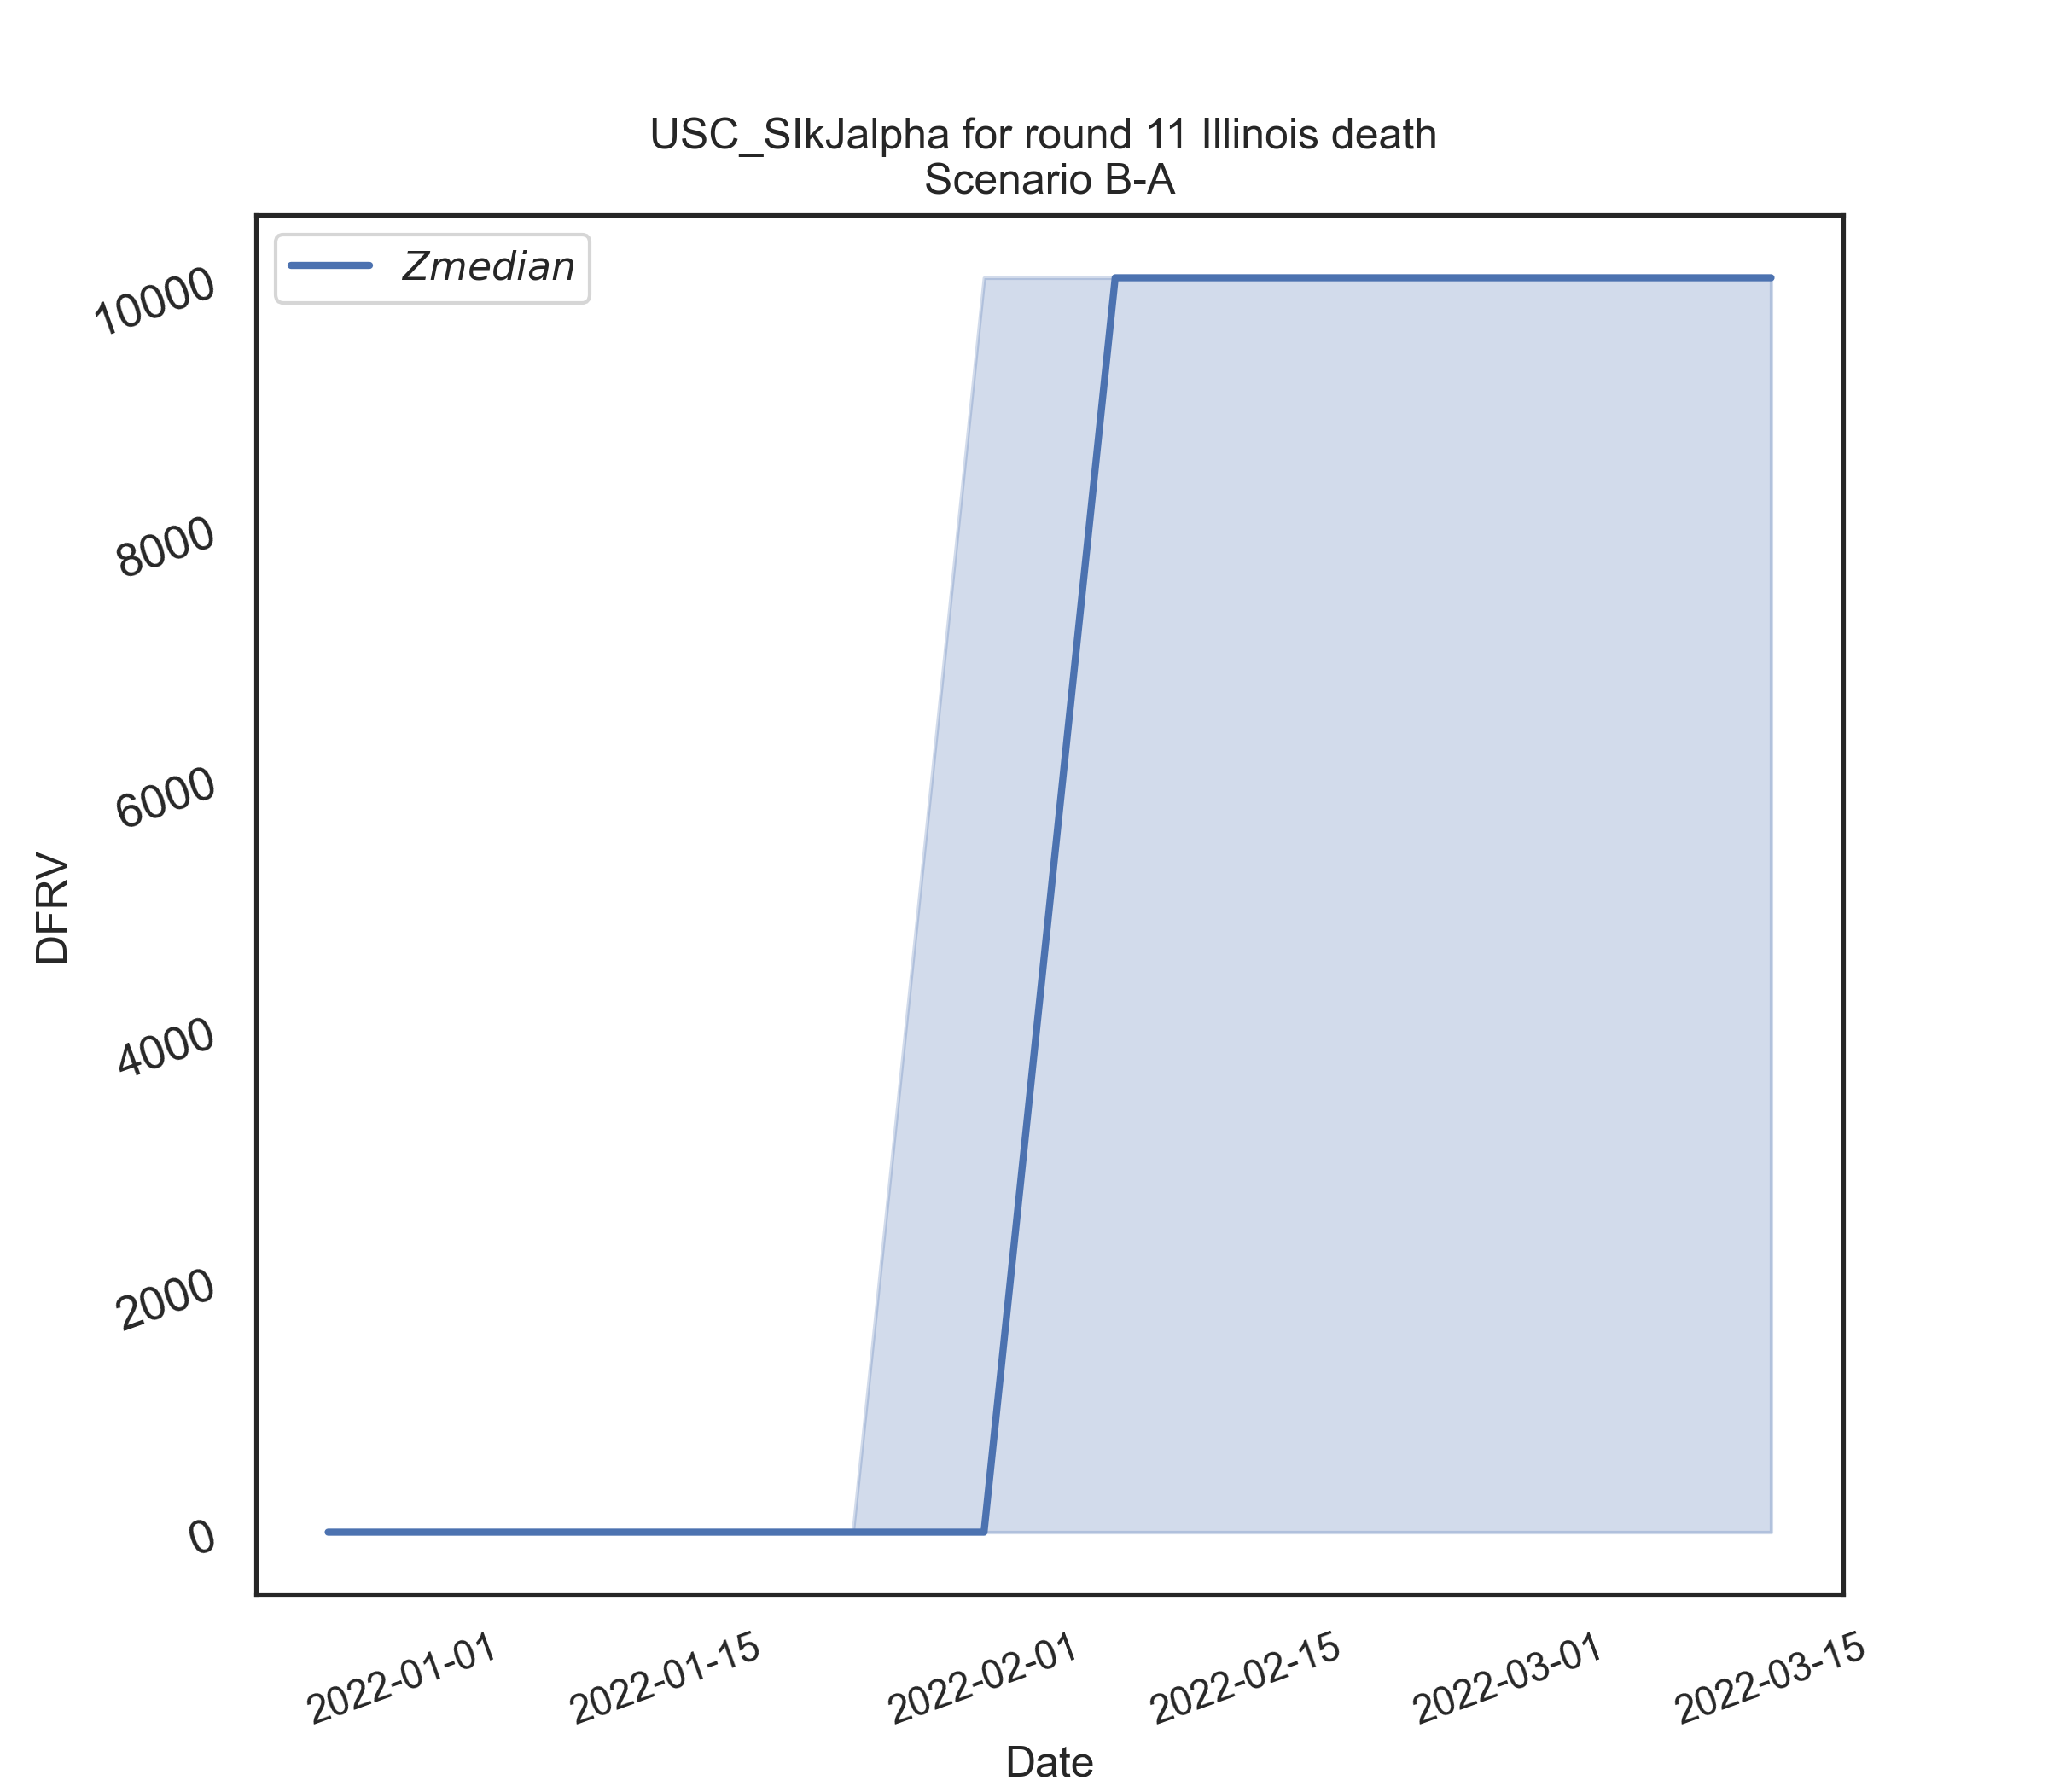 USC_SIkJalpha for round 11 Illinois death
Scenario B-A
Zmedian
10000
8000
6000
4000
2000
0
DFRV
2022-01-01
2022-01-15
2022-02-01
2022-02-15
2022-03-01
2022-03-15
Date